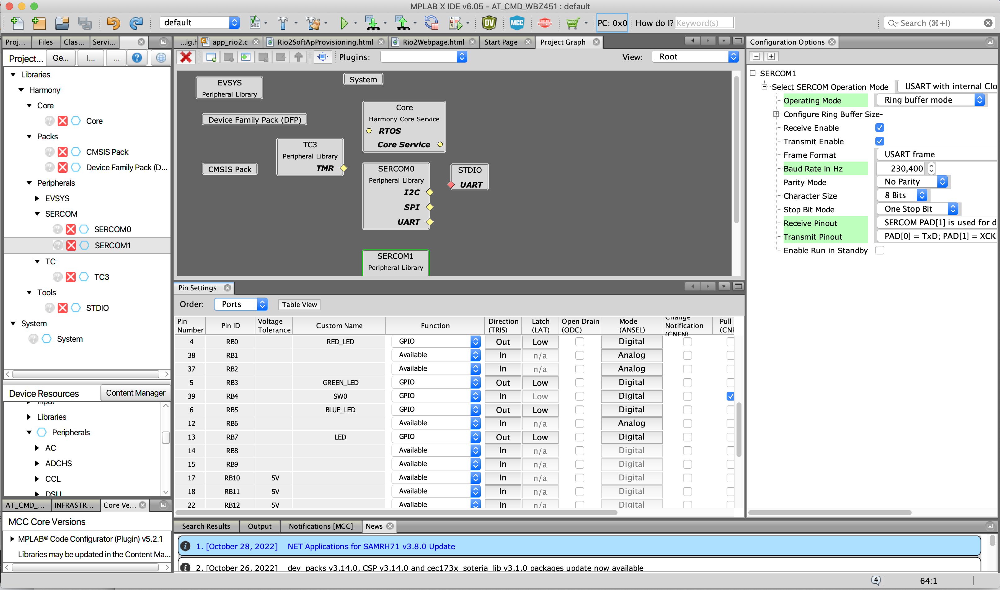 MPLAB X IDE v6.05 - AT_CMD_WBZ451 : default
default
SRC
DV
MCC
PC: 0x0
How do I?
Keyword(s)
Search (⌘+I)
Proj...
Files
Clas...
Servi...
Project...
Ge...
I...
...
Libraries
Harmony
Core
Core
Packs
CMSIS Pack
Device Family Pack (D...
Peripherals
EVSYS
SERCOM
SERCOM0
SERCOM1
TC
TC3
Tools
STDIO
System
System
Device Resources
Content Manager
Input
Libraries
Peripherals
AC
ADCHS
CCL
DSU
AT_CMD_...
INFRASTR...
Core Ve...
MCC Core Versions
MPLAB® Code Configurator (Plugin) v5.2.1
Libraries may be updated in the Content Ma...
...ig.h
app_rio2.c
Rio2SoftApProvisioning.html
Rio2Webpage.html
Start Page
Project Graph
Plugins:
View:
Root
EVSYS
Peripheral Library
System
Device Family Pack (DFP)
Core
Harmony Core Service
RTOS
Core Service
TC3
Peripheral Library
TMR
CMSIS Pack
SERCOM0
Peripheral Library
I2C
SPI
UART
STDIO
UART
SERCOM1
Peripheral Library
Pin Settings
Order:
Ports
Table View
Pin Number
Pin ID
Voltage Tolerance
Custom Name
Function
Direction (TRIS)
Latch (LAT)
Open Drain (ODC)
Mode (ANSEL)
Change Notification (CNEN)
Pull
4 RB0 RED_LED GPIO Out Low Digital
38 RB1 Available In n/a Analog
37 RB2 Available In n/a Analog
5 RB3 GREEN_LED GPIO Out Low Digital
39 RB4 SW0 GPIO In Low Digital
6 RB5 BLUE_LED GPIO Out Low Digital
12 RB6 Available In n/a Analog
13 RB7 LED GPIO Out Low Digital
14 RB8 Available In n/a Digital
15 RB9 Available In n/a Digital
17 RB10 5V Available In n/a Digital
18 RB11 5V Available In n/a Digital
22 RB12 5V Available In n/a Digital
Search Results
Output
Notifications [MCC]
News
1. [October 28, 2022] NET Applications for SAMRH71 v3.8.0 Update
2. [October 26, 2022] dev_packs v3.14.0, CSP v3.14.0 and cec173x_soteria_lib v3.1.0 packages update now available
Configuration Options
SERCOM1
Select SERCOM Operation Mode USART with internal Clo
Operating Mode Ring buffer mode
Configure Ring Buffer Size-
Receive Enable
Transmit Enable
Frame Format USART frame
Baud Rate in Hz 230,400
Parity Mode No Parity
Character Size 8 Bits
Stop Bit Mode One Stop Bit
Receive Pinout SERCOM PAD[1] is used for d
Transmit Pinout PAD[0] = TxD; PAD[1] = XCK
Enable Run in Standby
4
64:1